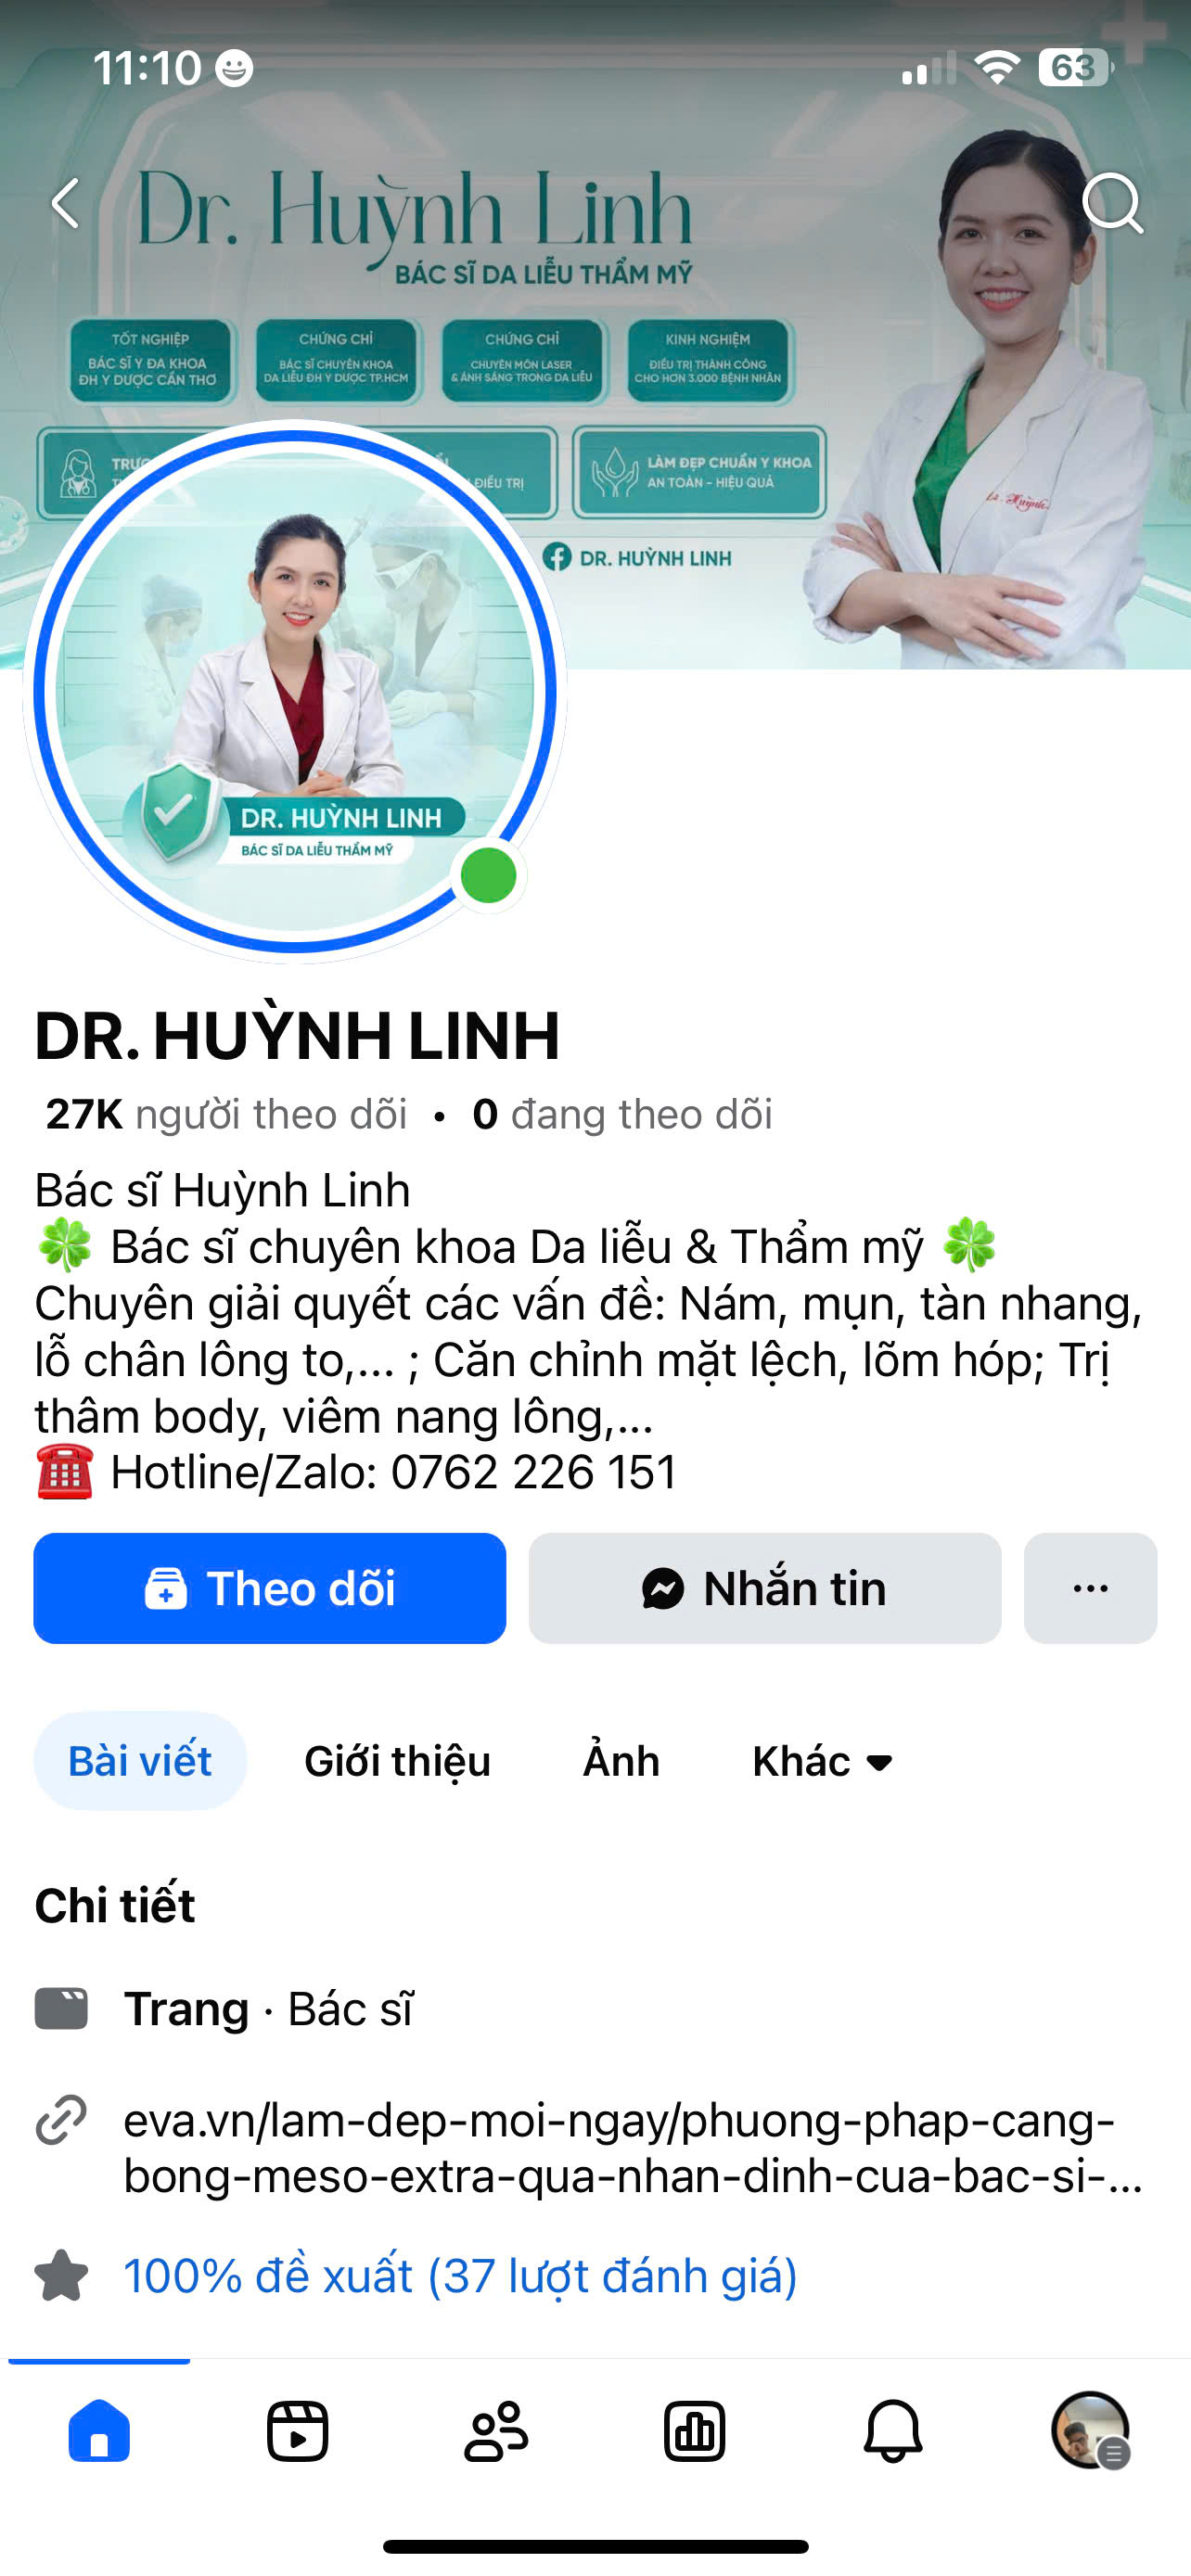 11:10
63
Dr. Huỳnh Linh
BÁC SĨ DA LIỄU THẨM MỸ
TỐT NGHIỆP
BÁC SĨ Y ĐA KHOA
ĐH Y DƯỢC CẦN THƠ
CHỨNG CHỈ
BÁC SĨ CHUYÊN KHOA
DA LIỄU ĐH Y DƯỢC TP.HCM
CHỨNG CHỈ
CHUYÊN MÔN LASER
& ÁNH SÁNG TRONG DA LIỄU
KINH NGHIỆM
ĐIỀU TRỊ THÀNH CÔNG
CHO HƠN 3.000 BỆNH NHÂN
ĐIỀU TRỊ
LÀM ĐẸP CHUẨN Y KHOA
AN TOÀN - HIỆU QUẢ
DR. HUỲNH LINH
DR. HUỲNH LINH
BÁC SĨ DA LIỄU THẨM MỸ
DR. HUỲNH LINH
27K người theo dõi • 0 đang theo dõi
Bác sĩ Huỳnh Linh
🍀 Bác sĩ chuyên khoa Da liễu & Thẩm mỹ 🍀
Chuyên giải quyết các vấn đề: Nám, mụn, tàn nhang,
lỗ chân lông to,... ; Căn chỉnh mặt lệch, lõm hóp; Trị
thâm body, viêm nang lông,...
☎️ Hotline/Zalo: 0762 226 151
Theo dõi
Nhắn tin
...
Bài viết
Giới thiệu
Ảnh
Khác
Chi tiết
Trang · Bác sĩ
eva.vn/lam-dep-moi-ngay/phuong-phap-cang-
bong-meso-extra-qua-nhan-dinh-cua-bac-si-...
100% đề xuất (37 lượt đánh giá)